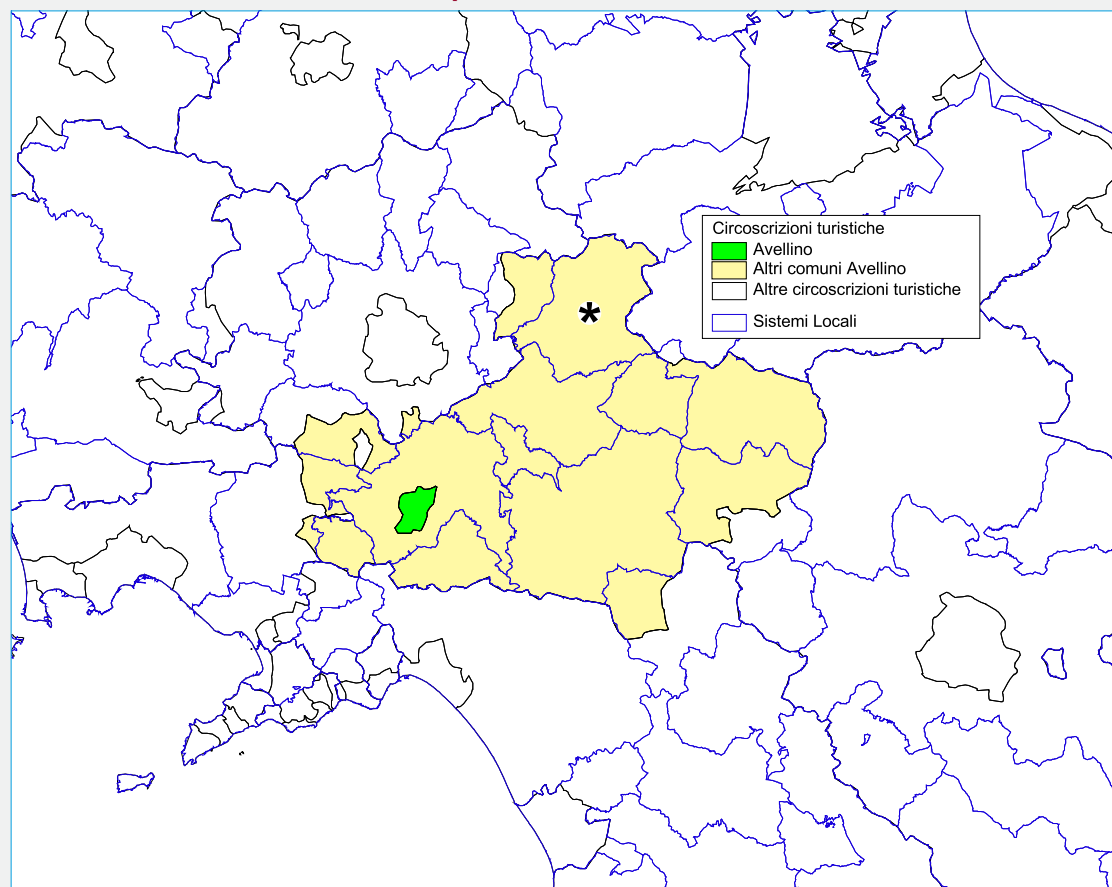 Circoscrizioni turistiche
Avellino
Altri comuni Avellino
Altre circoscrizioni turistiche
Sistemi Locali
*